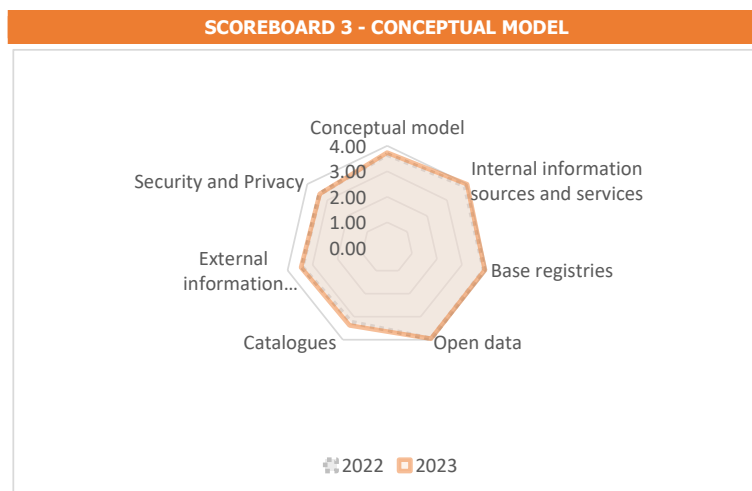 SCOREBOARD 3 - CONCEPTUAL MODEL
Conceptual model
4.00
3.00
2.00
1.00
0.00
Internal information
sources and services
Security and Privacy
External
information...
Base registries
Catalogues
Open data
2022
2023